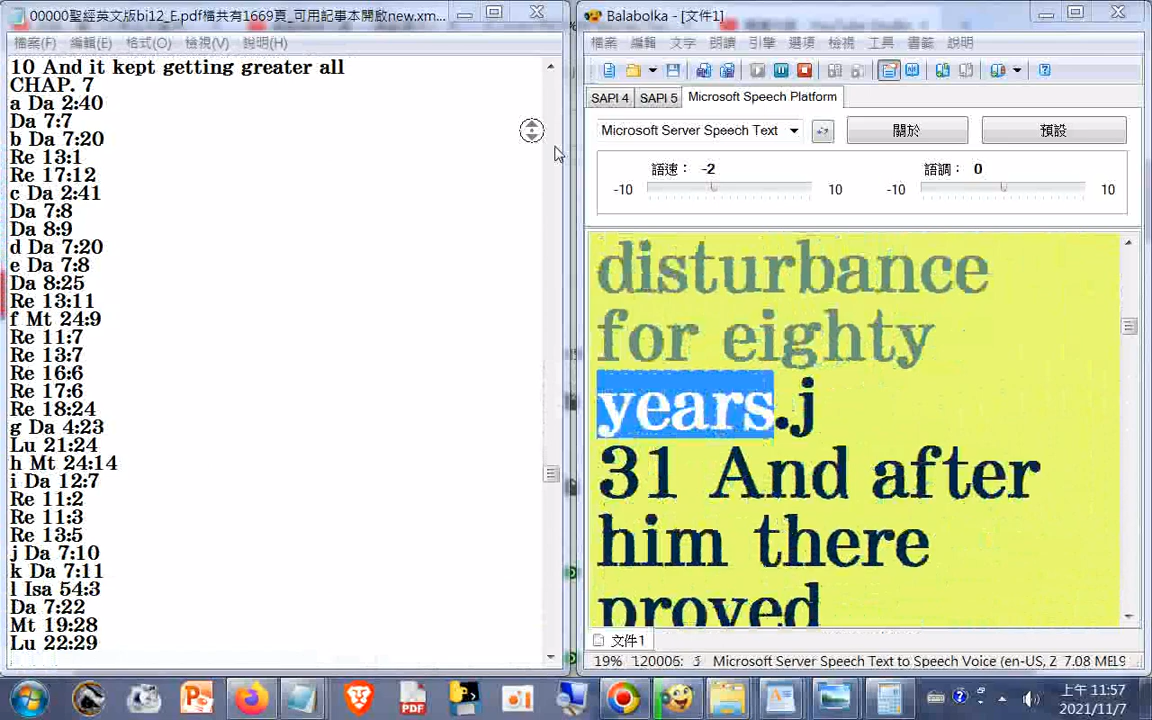 00000聖經英文版bi12_E.pdf檔共有1669頁_可用記事本開啟new.xm...
檔案(F) 編輯(E) 格式(O) 檢視(V) 說明(H)
10 And it kept getting greater all
CHAP. 7
a Da 2:40
Da 7:7
b Da 7:20
Re 13:1
Re 17:12
c Da 2:41
Da 7:8
Da 8:9
d Da 7:20
e Da 7:8
Da 8:25
Re 13:11
f Mt 24:9
Re 11:7
Re 13:7
Re 16:6
Re 17:6
Re 18:24
g Da 4:23
Lu 21:24
h Mt 24:14
i Da 12:7
Re 11:2
Re 11:3
Re 13:5
j Da 7:10
k Da 7:11
l Isa 54:3
Da 7:22
Mt 19:28
Lu 22:29
Balabolka - [文件1]
檔案 編輯 文字 朗讀 引擎 選項 檢視 工具 書籤 說明
SAPI 4 SAPI 5 Microsoft Speech Platform
Microsoft Server Speech Text 關於 預設
語速： -2 語調： 0
-10 10 -10 10
disturbance
for eighty
years.j
31 And after
him there
proved
文件1
19% Microsoft Server Speech Text to Speech Voice (en-US, Z 7.08 ME
PDF
上午 11:57
2021/11/7